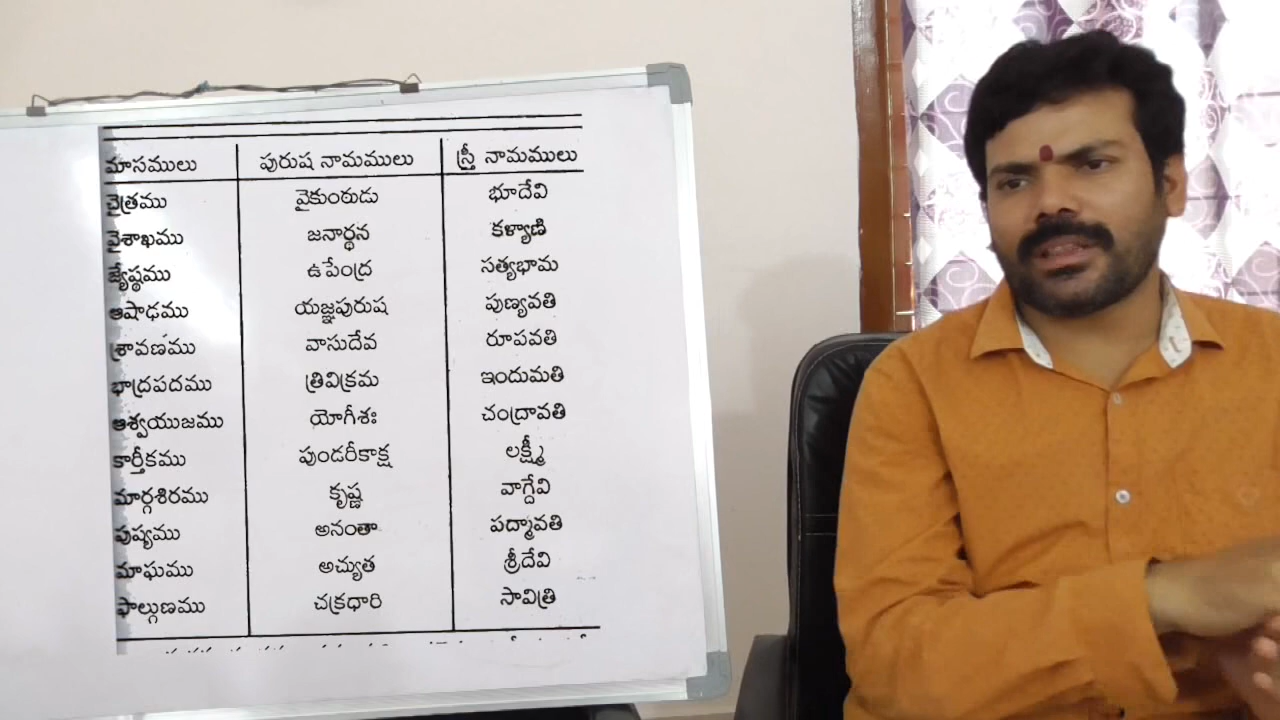 మాసములు పురుష నామములు స్త్రీ నామములు
చైత్రము వైకుంఠుడు భూదేవి
వైశాఖము జనార్థన కళ్యాణి
జ్యేష్ఠము ఉపేంద్ర సత్యభామ
ఆషాఢము యజ్ఞపురుష పుణ్యవతి
శ్రావణము వాసుదేవ రూపవతి
భాద్రపదము త్రివిక్రమ ఇందుమతి
ఆశ్వయుజము యోగీశః చంద్రావతి
కార్తీకము పుండరీకాక్ష లక్ష్మీ
మార్గశిరము కృష్ణ వాగ్దేవి
పుష్యము అనంతా పద్మావతి
మాఘము అచ్యుత శ్రీదేవి
ఫాల్గుణము చక్రధారి సావిత్రి